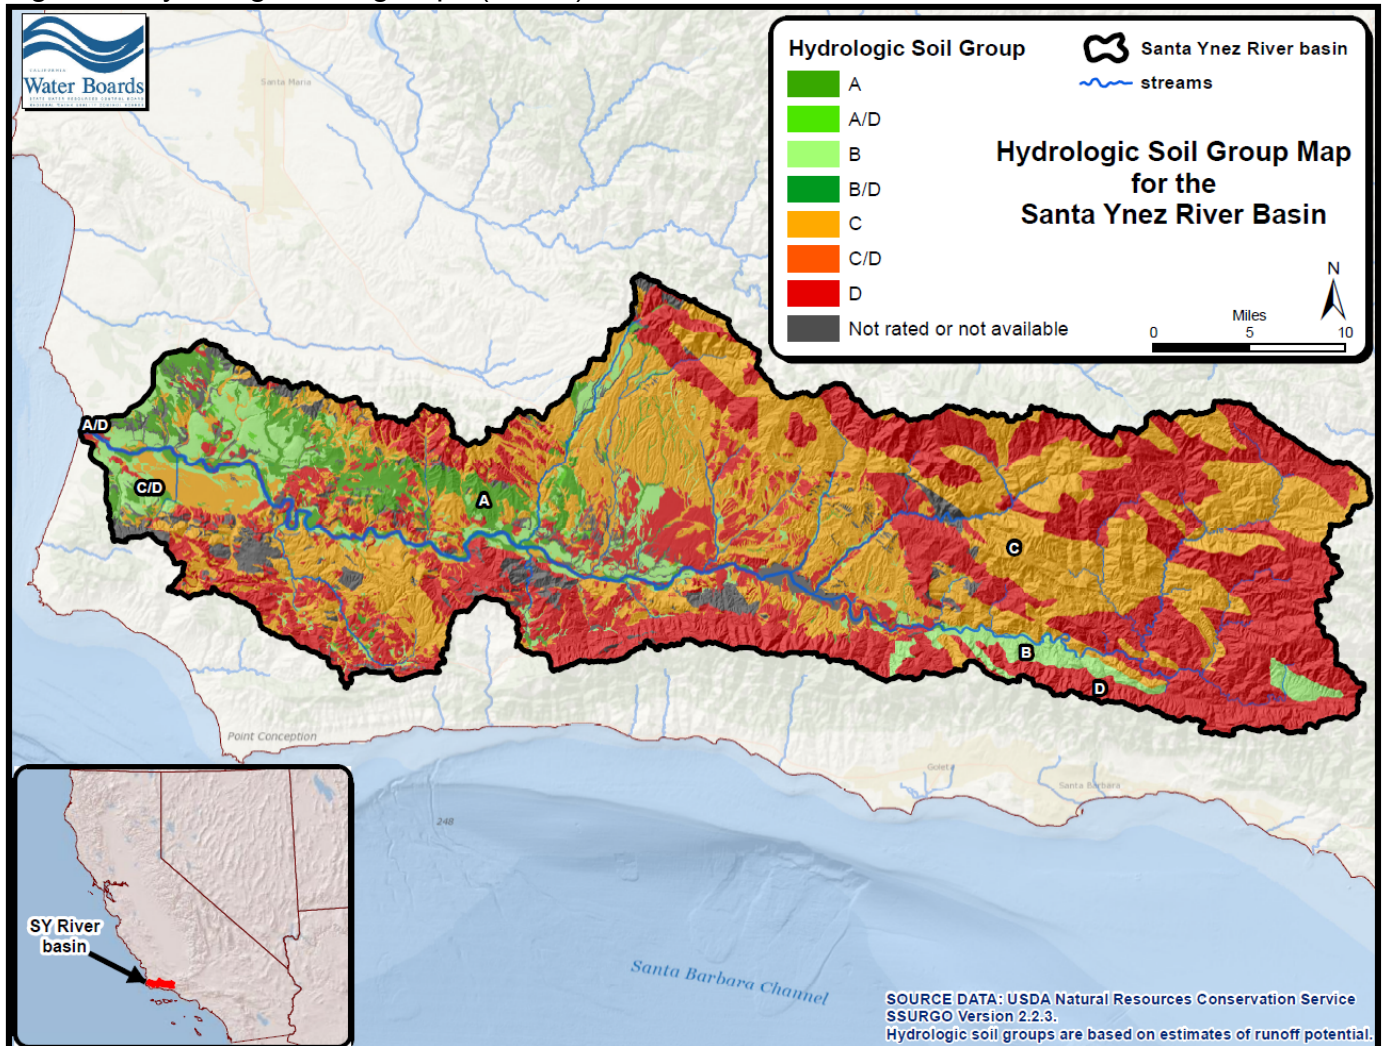 CALIFORNIA
Water Boards
Hydrologic Soil Group
A
A/D
B
B/D
C
C/D
D
Not rated or not available
Santa Ynez River basin
streams
Hydrologic Soil Group Map
for the
Santa Ynez River Basin
N
Miles
0 5 10
Santa Maria
A/D
C/D
A
C
B
D
Point Conception
Goleta
Santa Barbara
248
SY River
basin
Santa Barbara Channel
SOURCE DATA: USDA Natural Resources Conservation Service
SSURGO Version 2.2.3.
Hydrologic soil groups are based on estimates of runoff potential.